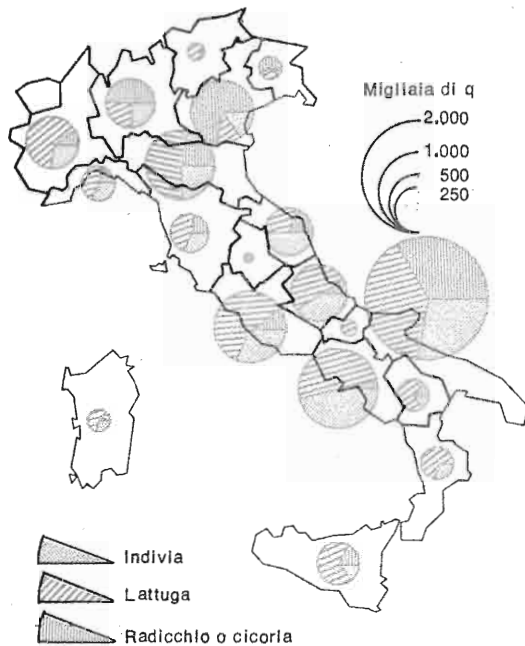 Migliaia di q
2.000
1.000
500
250
Indivia
Lattuga
Radicchio o cicoria